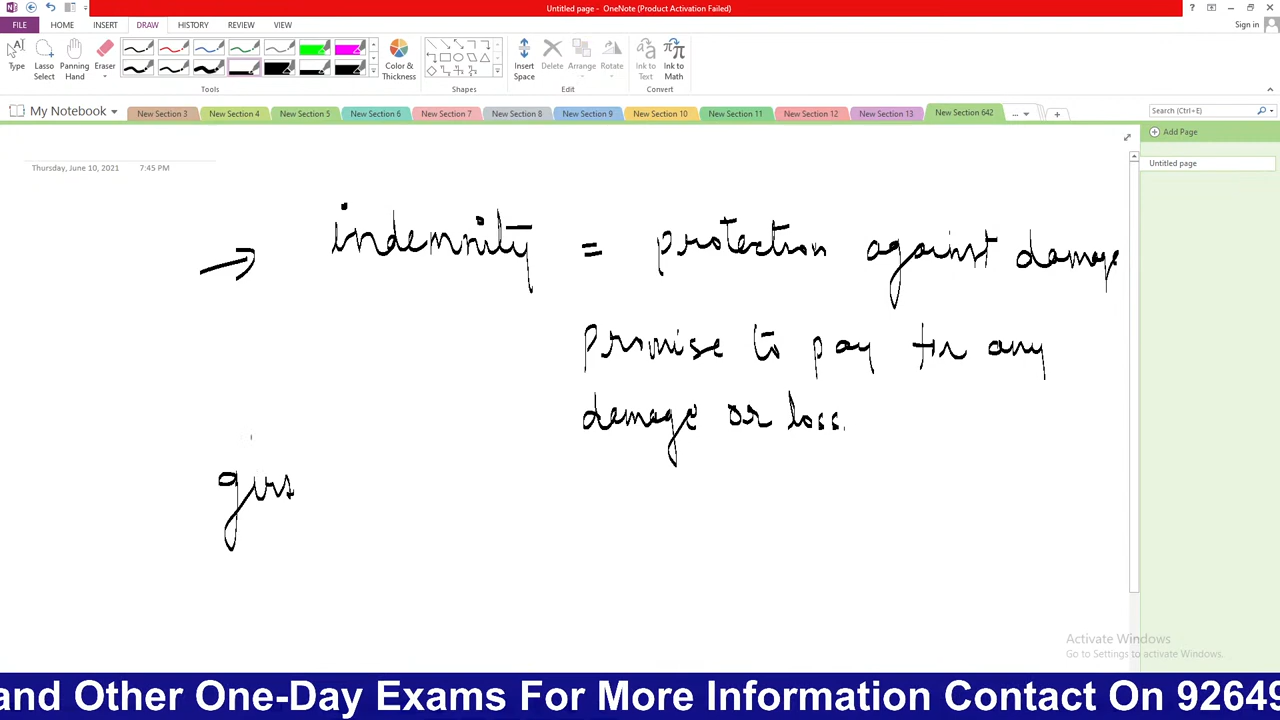 Untitled page - OneNote (Product Activation Failed)
Sign in
FILE HOME INSERT DRAW HISTORY REVIEW VIEW
Type
Lasso Select
Panning Hand
Eraser
Color & Thickness
Insert Space
Delete
Arrange
Rotate
Ink to Text
Ink to Math
Tools Shapes Edit Convert
My Notebook New Section 3 New Section 4 New Section 5 New Section 6 New Section 7 New Section 8 New Section 9 New Section 10 New Section 11 New Section 12 New Section 13 New Section 642 ... Search (Ctrl+E)
Add Page
Untitled page
Thursday, June 10, 2021 7:45 PM
⇒ indemnity = protection against damage
Promise to pay for any
damage or loss.
Activate Windows
Go to Settings to activate Windows.
and Other One-Day Exams For More Information Contact On 92649